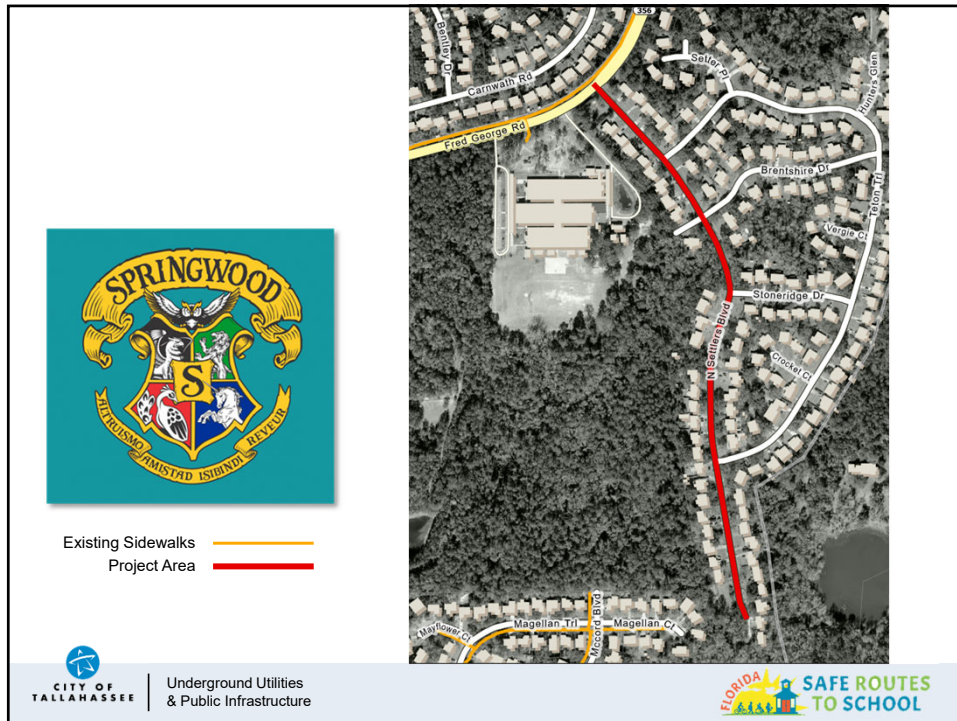 SPRINGWOOD
S
ALTRUISMO
AMISTAD ISIBINDI
REVEUR
Existing Sidewalks
Project Area
356
Bentley Dr
Carnwath Rd
Fred George Rd
Setter Pl
Hunters Glen
Brentshire Dr
Teton Trl
Vergie Ct
Stoneridge Dr
N Settlers Blvd
Crocket Ct
Mayflower Ct
Magellan Trl
Mccord Blvd
Magellan Ct
CITY OF
TALLAHASSEE
Underground Utilities
& Public Infrastructure
FLORIDA
SAFE ROUTES
TO SCHOOL